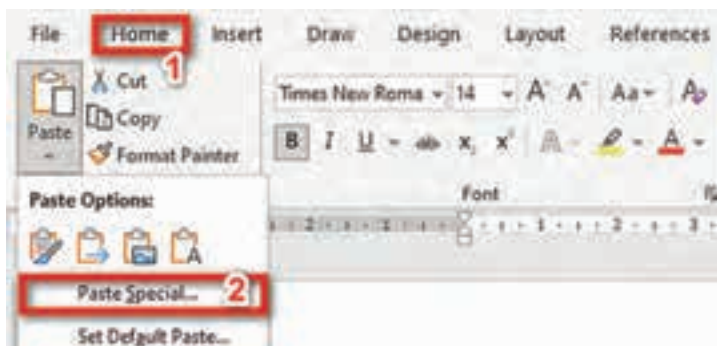 File Home Insert Draw Design Layout References
1
Cut
Times New Roma 14 A A Aa A
Copy
Paste
Format Painter
B I U ab x, x' A A
Paste Options:
Font
Paste Special... 2
Set Default Paste...